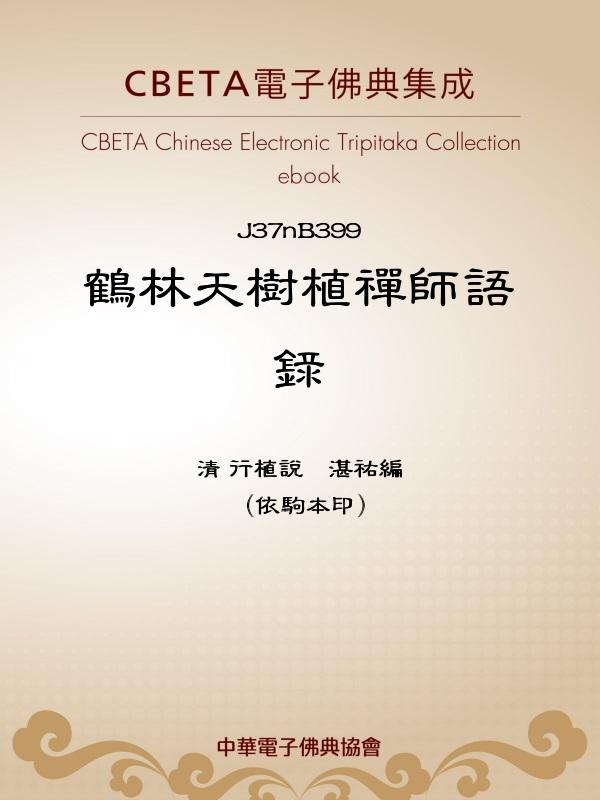 CBETA電子佛典集成
CBETA Chinese Electronic Tripitaka Collection
ebook
J37nB399
鶴林天樹植禪師語
錄
清 行植說　湛祐編
(依駒本印)
中華電子佛典協會